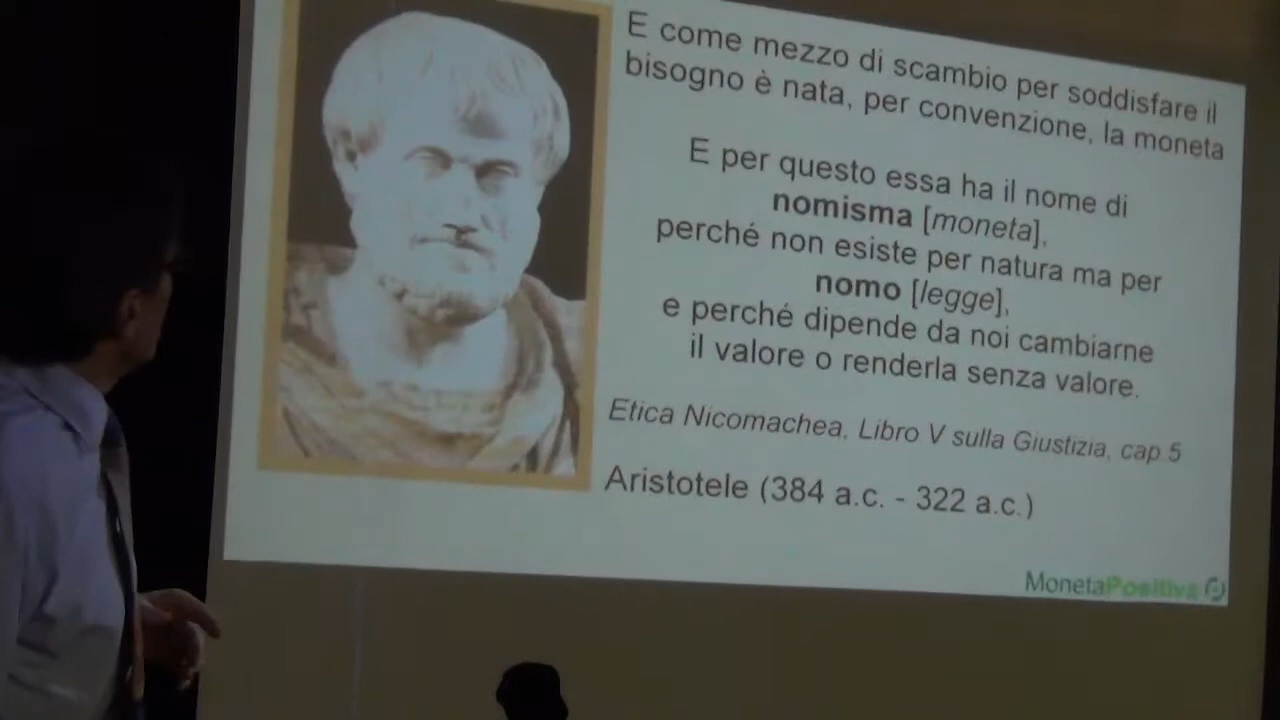 E come mezzo di scambio per soddisfare il
bisogno è nata, per convenzione, la moneta
E per questo essa ha il nome di
nomisma [moneta],
perché non esiste per natura ma per
nomo [legge],
e perché dipende da noi cambiarne
il valore o renderla senza valore.
Etica Nicomachea, Libro V sulla Giustizia, cap 5
Aristotele (384 a.c. - 322 a.c.)
MonetaPositiva